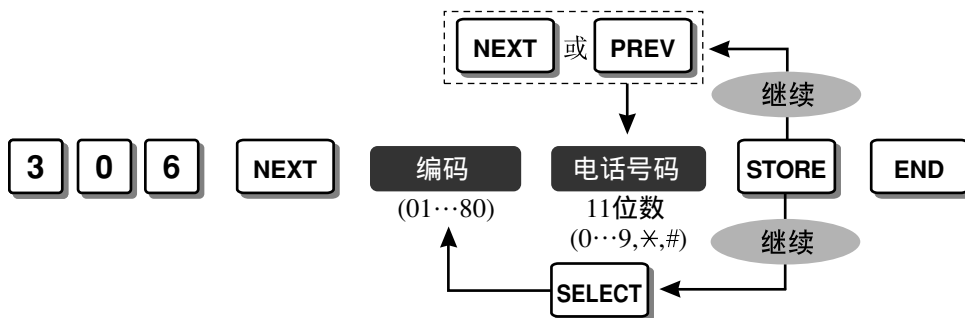 NEXT 或 PREV
继续
3 0 6 NEXT 编码 电话号码 STORE END
(01···80) 11位数
(0···9,✳,#)
继续
SELECT